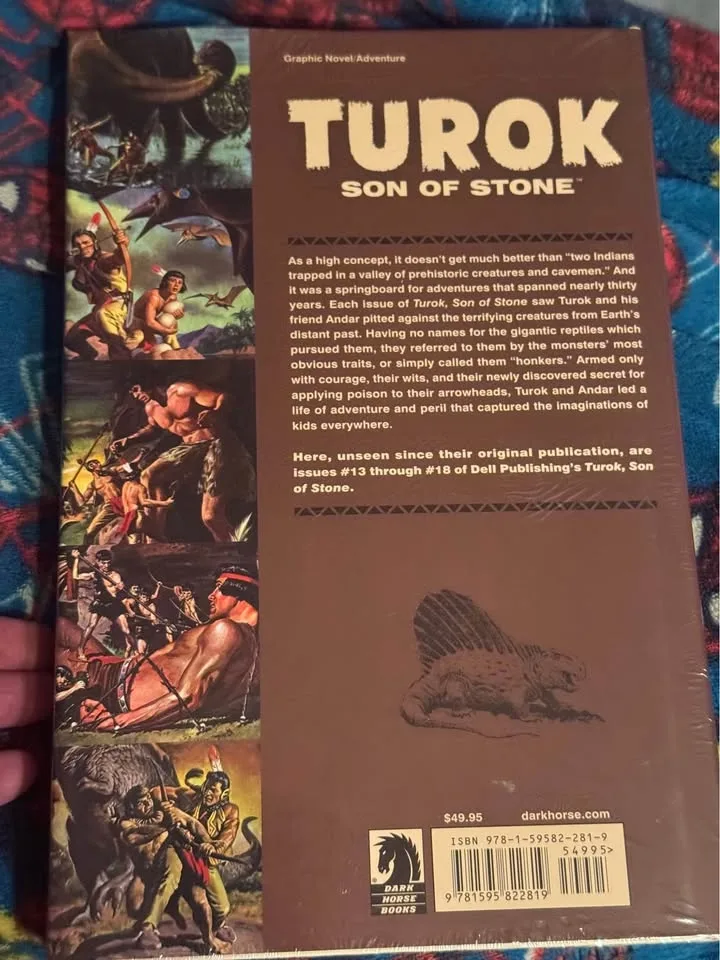 Graphic Novel/Adventure
TUROK
SON OF STONE™
As a high concept, it doesn't get much better than "two Indians
trapped in a valley of prehistoric creatures and cavemen." And
it was a springboard for adventures that spanned nearly thirty
years. Each issue of Turok, Son of Stone saw Turok and his
friend Andar pitted against the terrifying creatures from Earth's
distant past. Having no names for the gigantic reptiles which
pursued them, they referred to them by the monsters' most
obvious traits, or simply called them "honkers." Armed only
with courage, their wits, and their newly discovered secret for
applying poison to their arrowheads, Turok and Andar led a
life of adventure and peril that captured the imaginations of
kids everywhere.
Here, unseen since their original publication, are
issues #13 through #18 of Dell Publishing's Turok, Son
of Stone.
$49.95 darkhorse.com
DARK
HORSE
BOOKS
ISBN 978-1-59582-281-9
54995>
9 781595 822819